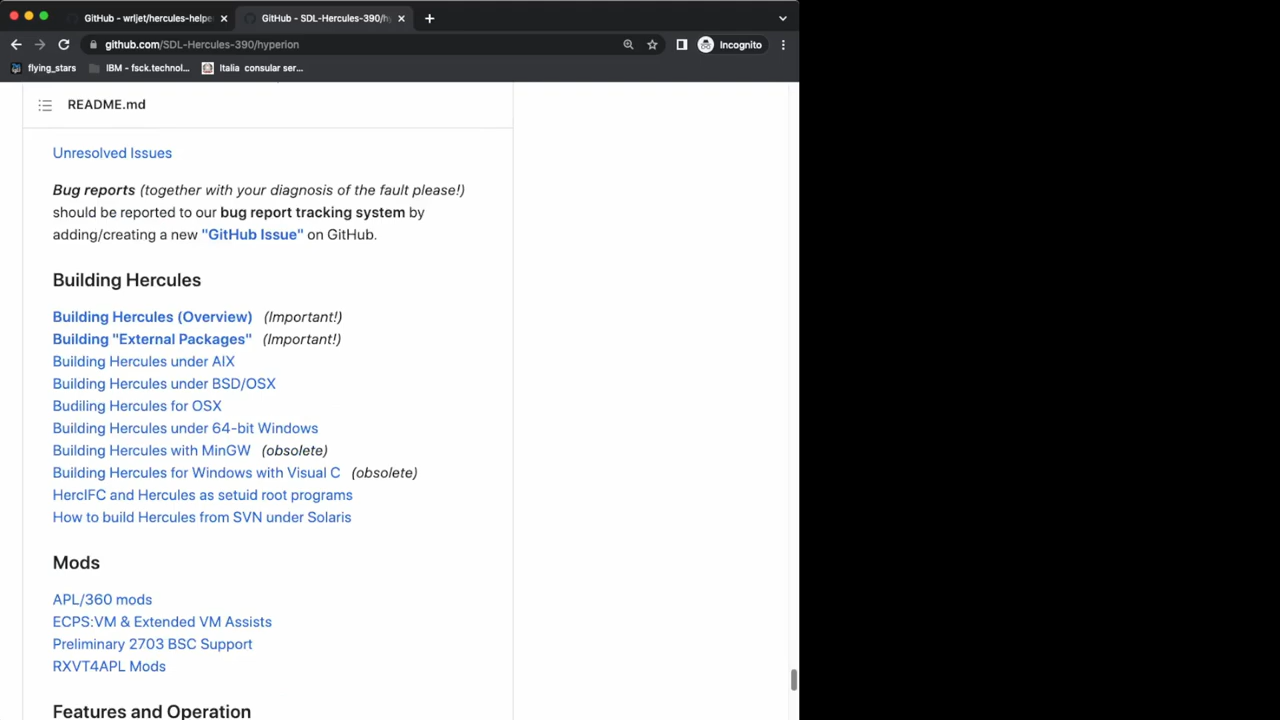 GitHub - wrljet/hercules-helpe
GitHub - SDL-Hercules-390/hy
github.com/SDL-Hercules-390/hyperion
Incognito
flying_stars
IBM - fsck.technol...
Italia consular ser...
README.md
Unresolved Issues
Bug reports (together with your diagnosis of the fault please!)
should be reported to our bug report tracking system by
adding/creating a new "GitHub Issue" on GitHub.
Building Hercules
Building Hercules (Overview) (Important!)
Building "External Packages" (Important!)
Building Hercules under AIX
Building Hercules under BSD/OSX
Budiling Hercules for OSX
Building Hercules under 64-bit Windows
Building Hercules with MinGW (obsolete)
Building Hercules for Windows with Visual C (obsolete)
HercIFC and Hercules as setuid root programs
How to build Hercules from SVN under Solaris
Mods
APL/360 mods
ECPS:VM & Extended VM Assists
Preliminary 2703 BSC Support
RXVT4APL Mods
Features and Operation